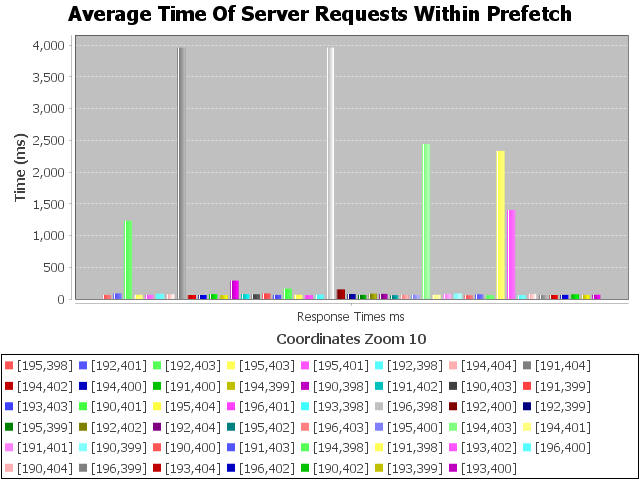 Average Time Of Server Requests Within Prefetch
4,000
3,500
3,000
2,500
2,000
1,500
1,000
500
0
Time (ms)
Response Times ms
Coordinates Zoom 10
[195,398] [192,401] [192,403] [195,403] [195,401] [192,398] [194,404] [191,404]
[194,402] [194,400] [191,400] [194,399] [190,398] [191,402] [190,403] [191,399]
[193,403] [190,401] [195,404] [196,401] [193,398] [196,398] [192,400] [192,399]
[195,399] [192,402] [192,404] [195,402] [196,403] [195,400] [194,403] [194,401]
[191,401] [190,399] [190,400] [191,403] [194,398] [191,398] [193,402] [196,400]
[190,404] [196,399] [193,404] [196,402] [190,402] [193,399] [193,400]